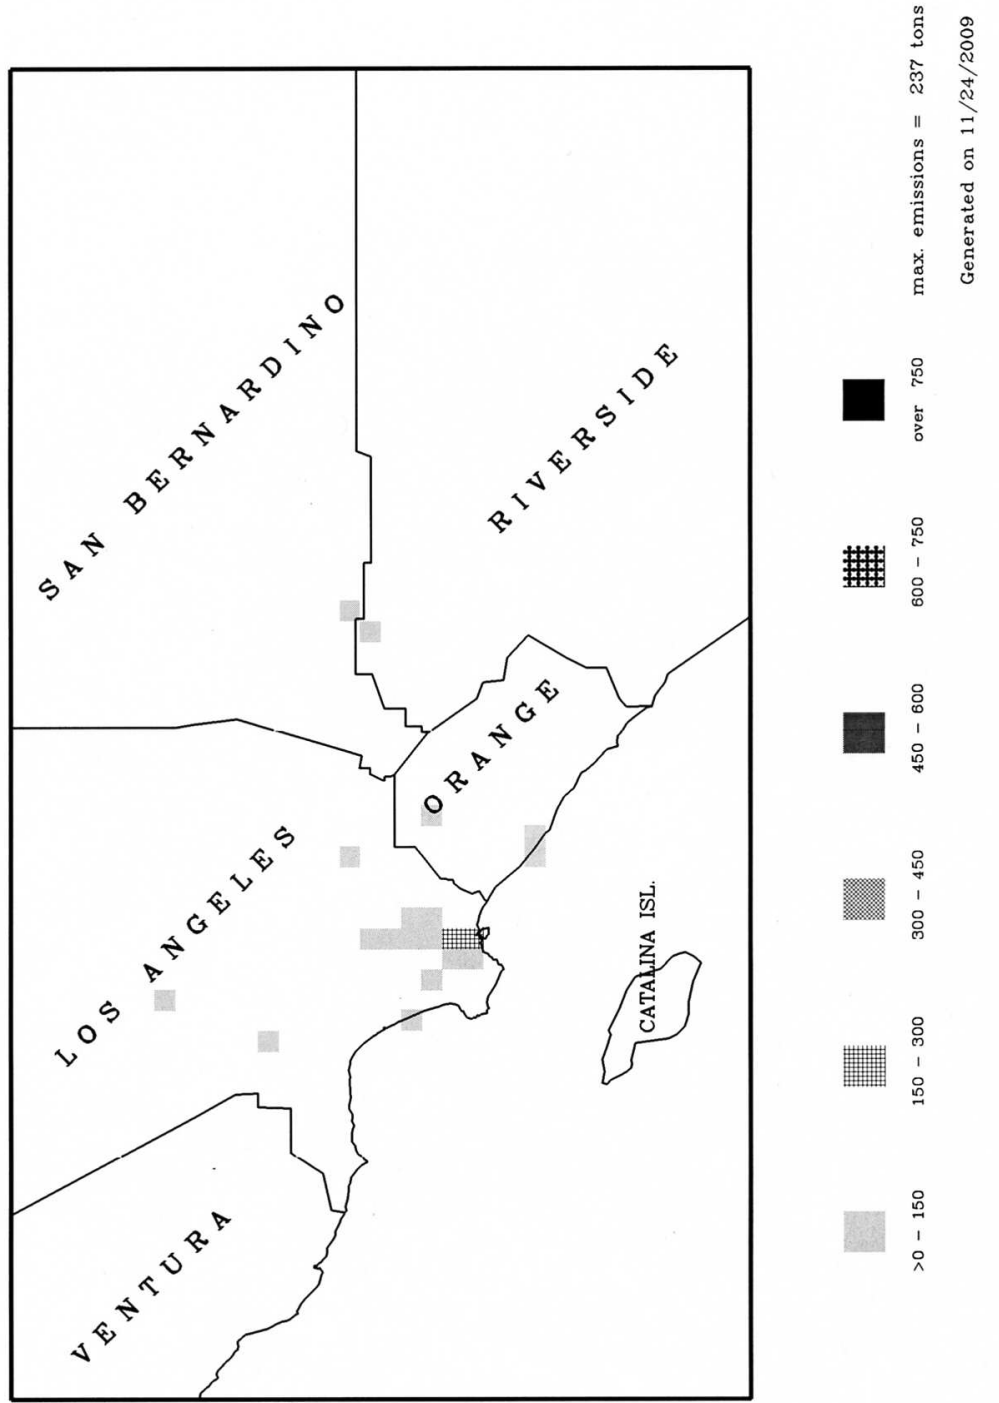 SAN BERNARDINO
LOS ANGELES
VENTURA
RIVERSIDE
ORANGE
CATALINA ISL.
>0 - 150
150 - 300
300 - 450
450 - 600
600 - 750
over 750
max. emissions = 237 tons
Generated on 11/24/2009